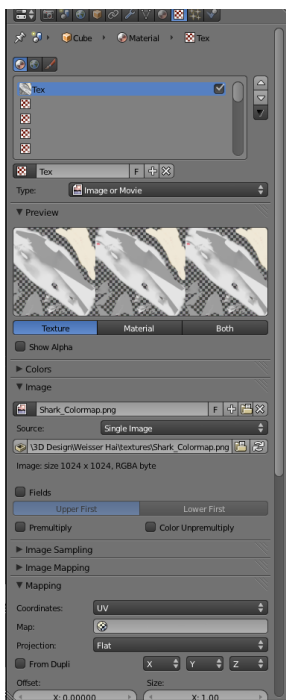 Cube Material Tex
Tex
Tex F
Type: Image or Movie
Preview
Texture Material Both
Show Alpha
Colors
Image
Shark_Colormap.png F
Source: Single Image
\3D Design\Weisser Hai\textures\Shark_Colormap.png
Image: size 1024 x 1024, RGBA byte
Fields
Upper First Lower First
Premultiply Color Unpremultiply
Image Sampling
Image Mapping
Mapping
Coordinates: UV
Map:
Projection: Flat
From Dupli X Y Z
Offset: Size:
X: 0.00000 X: 1.00